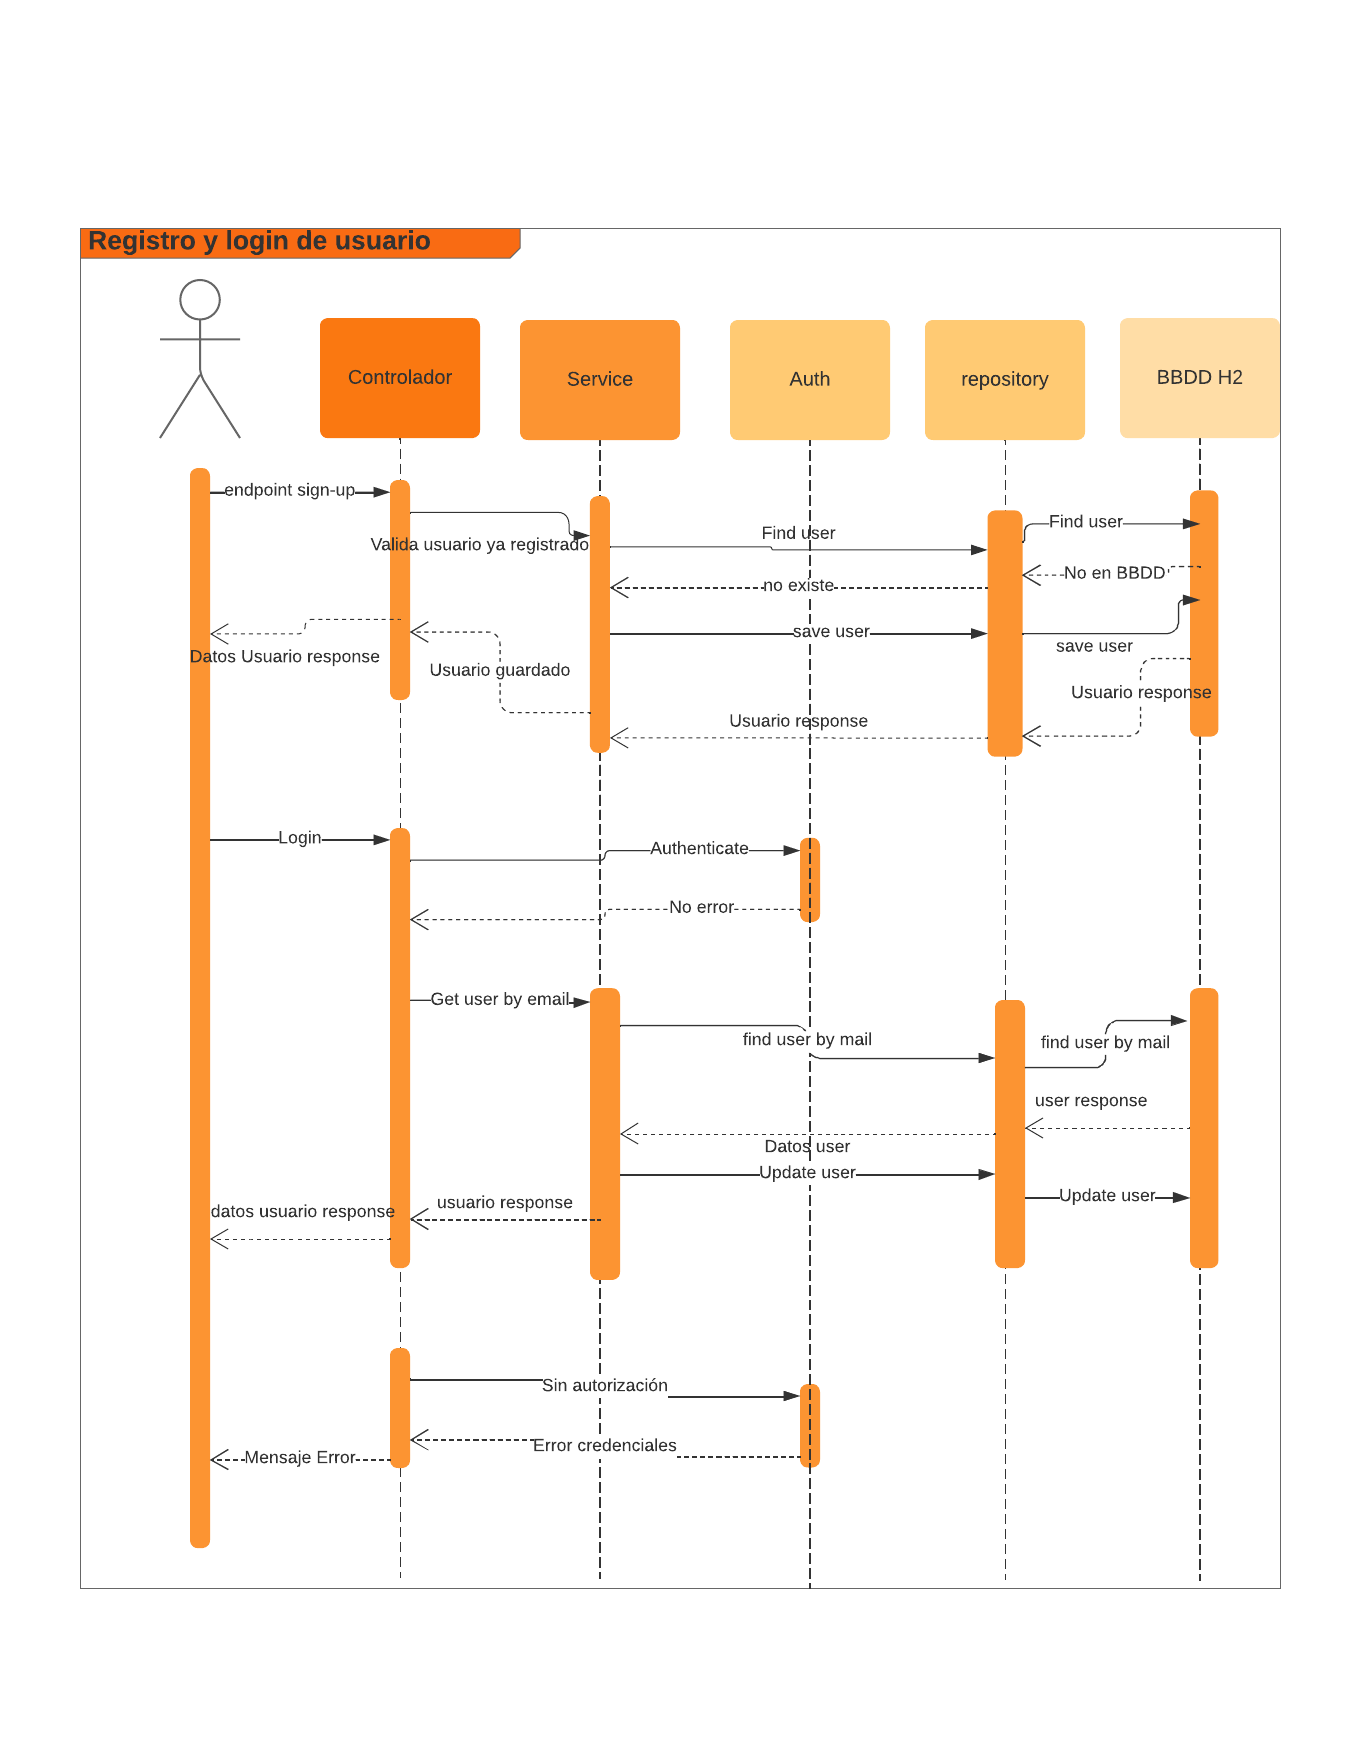 Registro y login de usuario
Controlador
Service
Auth
repository
BBDD H2
endpoint sign-up
Valida usuario ya registrado
Find user
Find user
No en BBDD
no existe
save user
save user
Datos Usuario response
Usuario guardado
Usuario response
Usuario response
Login
Authenticate
No error
Get user by email
find user by mail
find user by mail
user response
Datos user
Update user
Update user
usuario response
datos usuario response
Sin autorización
Error credenciales
Mensaje Error